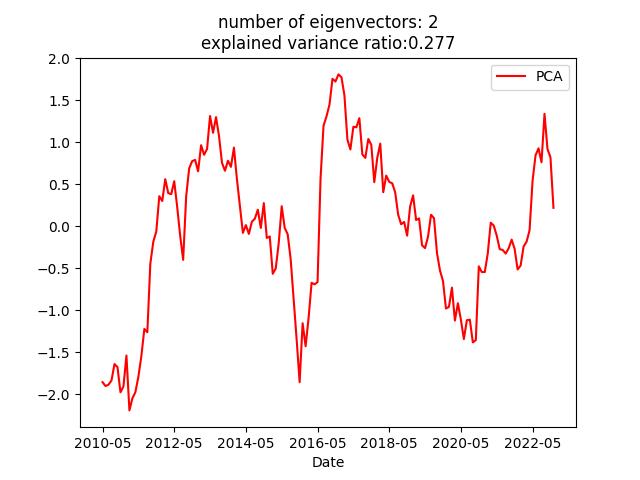 number of eigenvectors: 2
explained variance ratio:0.277
PCA
2.0
1.5
1.0
0.5
0.0
−0.5
−1.0
−1.5
−2.0
2010-05 2012-05 2014-05 2016-05 2018-05 2020-05 2022-05
Date